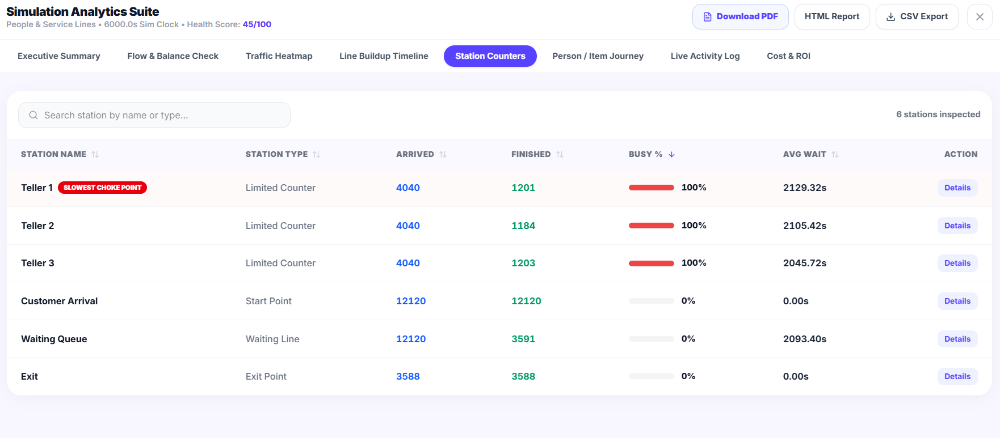 Simulation Analytics Suite
People & Service Lines • 6000.0s Sim Clock • Health Score: 45/100
Download PDF
HTML Report
CSV Export
Executive Summary
Flow & Balance Check
Traffic Heatmap
Line Buildup Timeline
Station Counters
Person / Item Journey
Live Activity Log
Cost & ROI
Search station by name or type...
6 stations inspected
STATION NAME STATION TYPE ARRIVED FINISHED BUSY % AVG WAIT ACTION
Teller 1 SLOWEST CHOKE POINT Limited Counter 4040 1201 100% 2129.32s Details
Teller 2 Limited Counter 4040 1184 100% 2105.42s Details
Teller 3 Limited Counter 4040 1203 100% 2045.72s Details
Customer Arrival Start Point 12120 12120 0% 0.00s Details
Waiting Queue Waiting Line 12120 3591 0% 2093.40s Details
Exit Exit Point 3588 3588 0% 0.00s Details